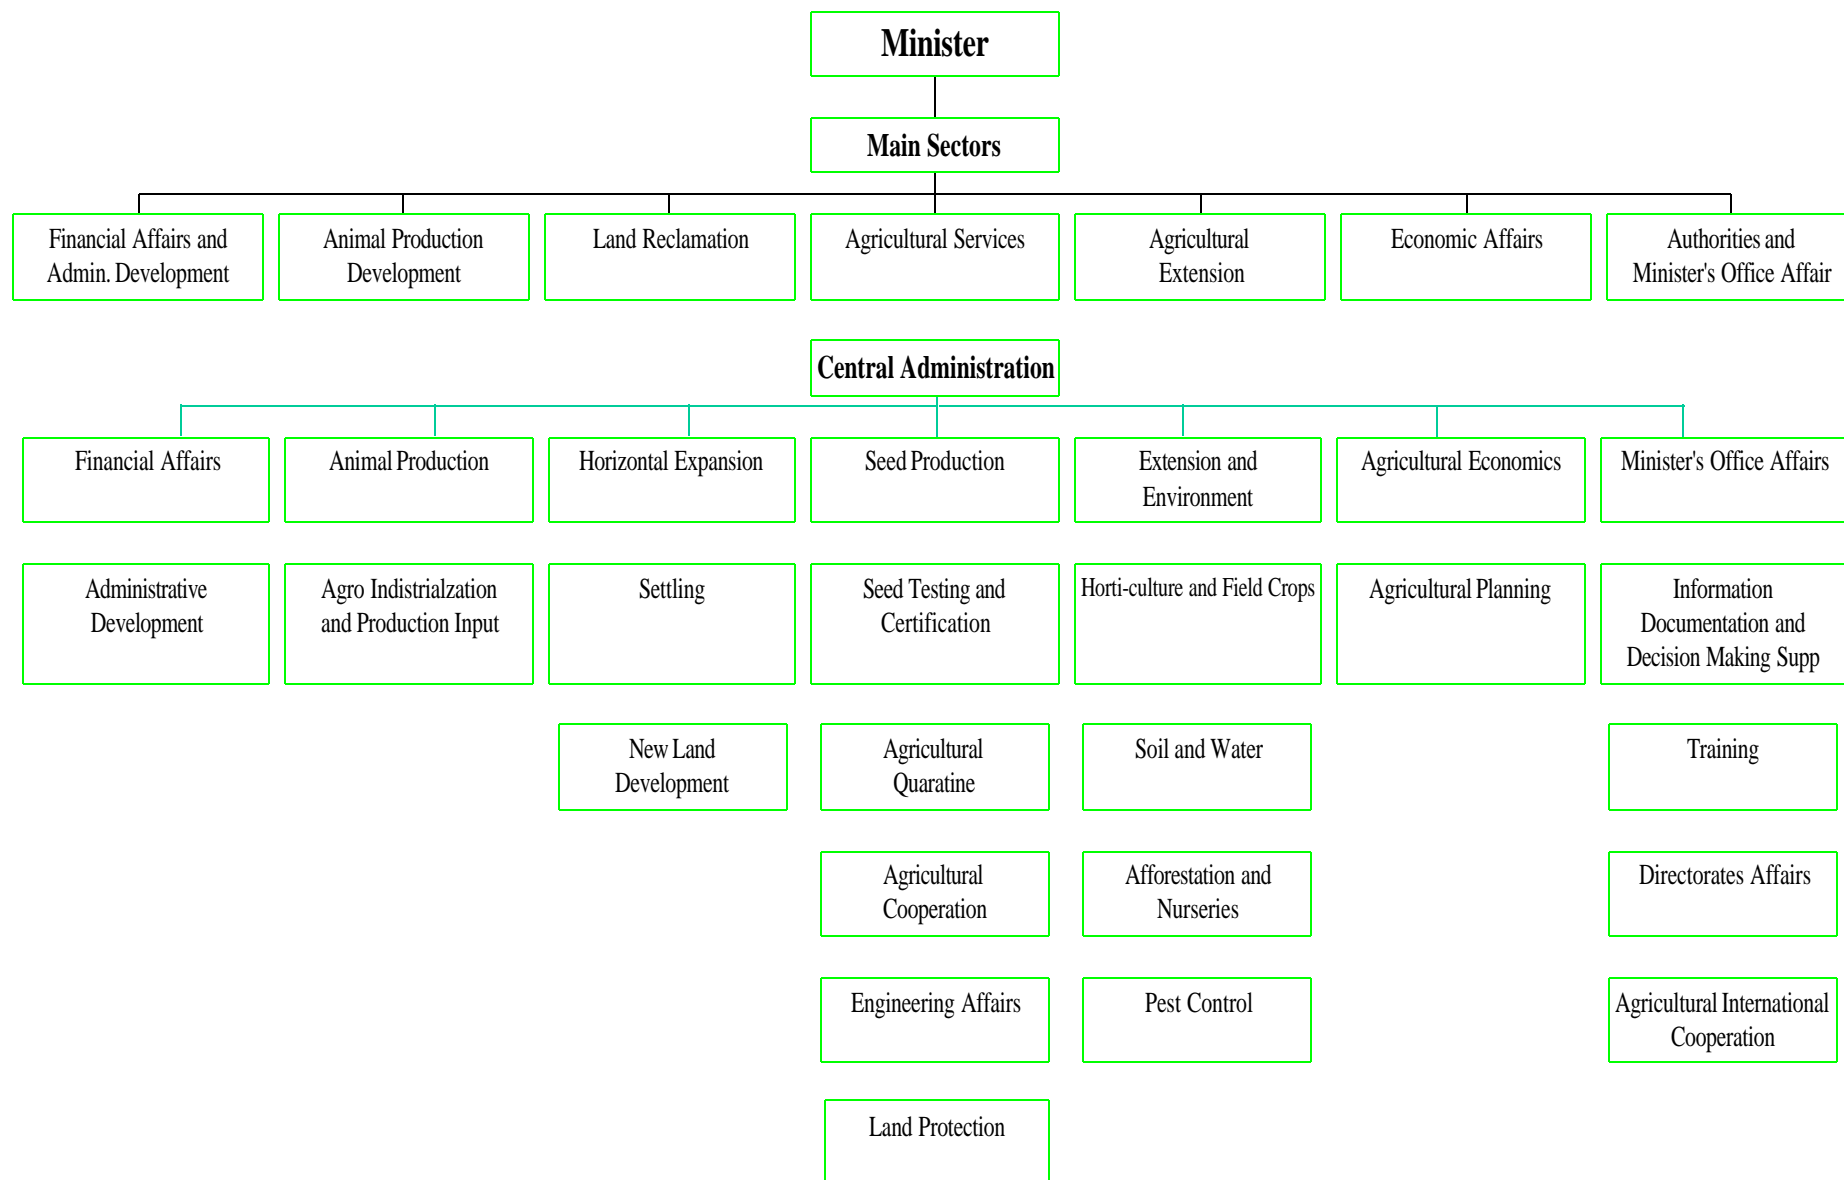 Minister
Main Sectors
Financial Affairs and
Admin. Development
Animal Production
Development
Land Reclamation
Agricultural Services
Agricultural
Extension
Economic Affairs
Authorities and
Minister's Office Affair
Central Administration
Financial Affairs
Animal Production
Horizontal Expansion
Seed Production
Extension and
Environment
Agricultural Economics
Minister's Office Affairs
Administrative
Development
Agro Indistrialzation
and Production Input
Settling
Seed Testing and
Certification
Horti-culture and Field Crops
Agricultural Planning
Information
Documentation and
Decision Making Supp
New Land
Development
Agricultural
Quaratine
Soil and Water
Training
Agricultural
Cooperation
Afforestation and
Nurseries
Directorates Affairs
Engineering Affairs
Pest Control
Agricultural International
Cooperation
Land Protection